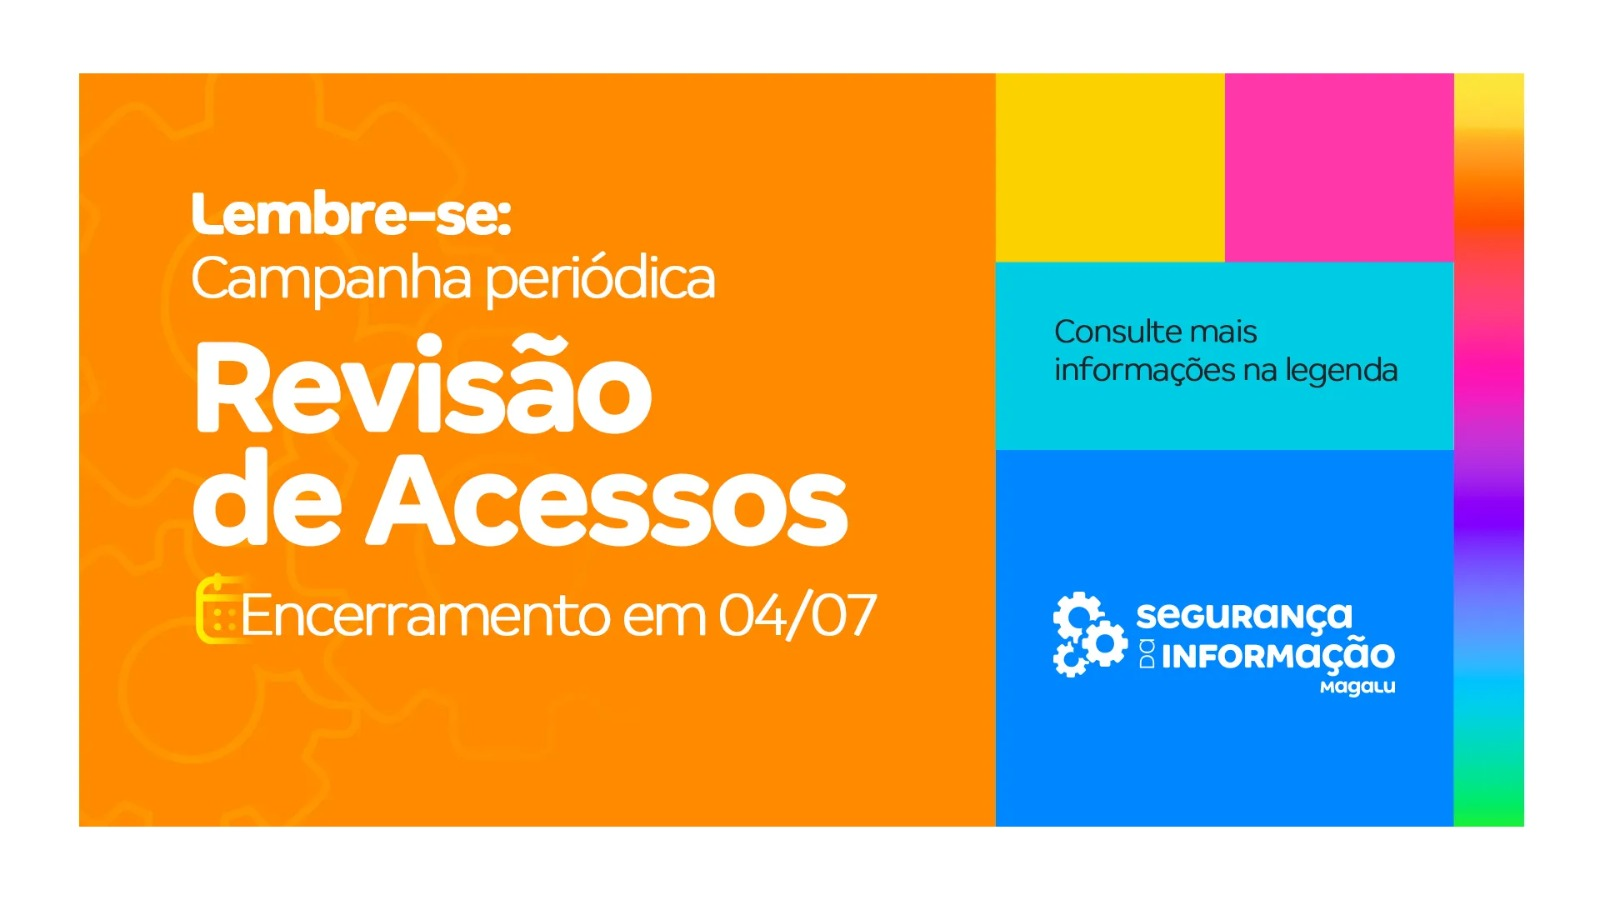 Lembre-se:
Campanha periódica
Revisão
de Acessos
Encerramento em 04/07
Consulte mais
informações na legenda
SEGURANÇA
DA INFORMAÇÃO
MAGALU